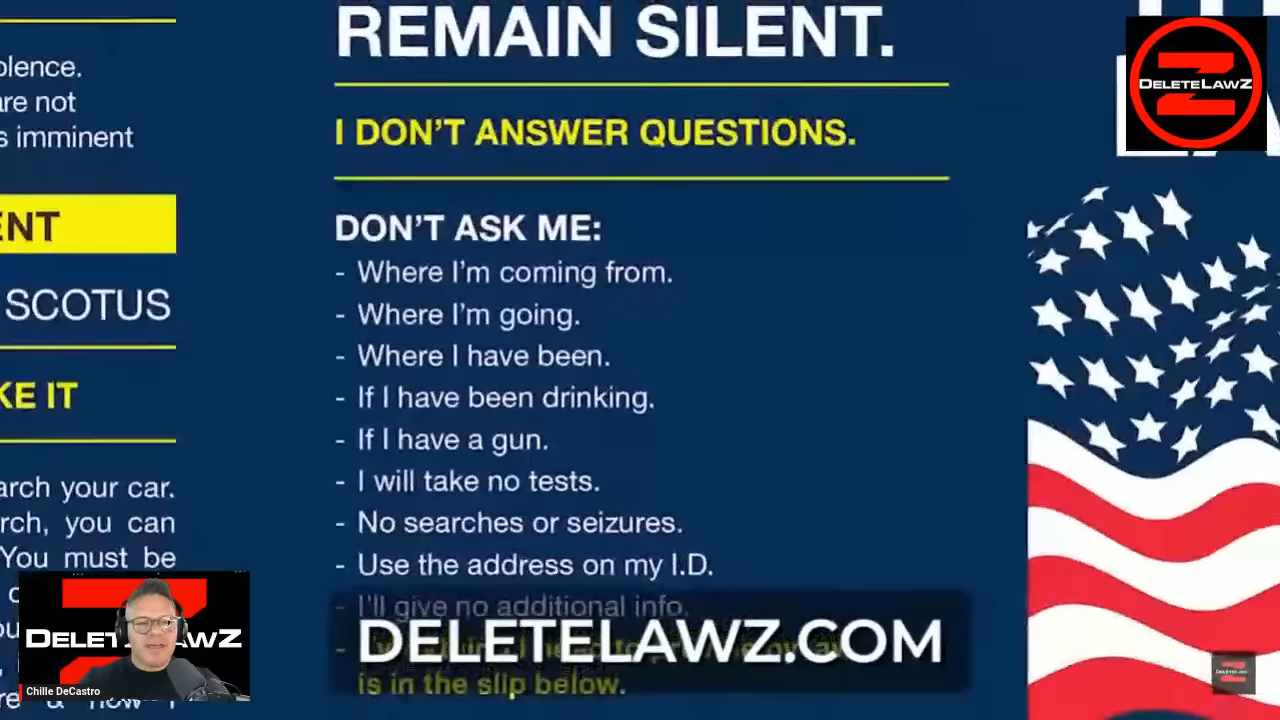 REMAIN SILENT.
I DON'T ANSWER QUESTIONS.
DON'T ASK ME:
- Where I'm coming from.
- Where I'm going.
- Where I have been.
- If I have been drinking.
- If I have a gun.
- I will take no tests.
- No searches or seizures.
- Use the address on my I.D.
- I'll give no additional info.
is in the slip below.
DELETELAWZ.COM
olence.
are not
s imminent
ENT
SCOTUS
KE IT
arch your car.
rch, you can
You must be
DELETELAWZ
Chille DeCastro